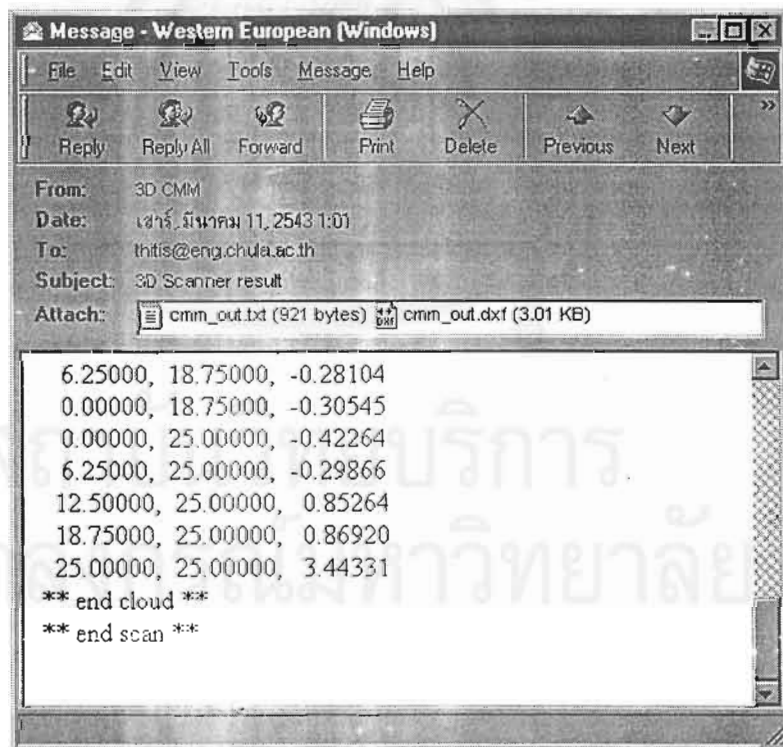 Message - Western European (Windows)
File Edit View Tools Message Help
Reply Reply All Forward Print Delete Previous Next »
From: 3D CMM
Date: เสาร์, มีนาคม 11, 2543 1:01
To: thitis@eng.chula.ac.th
Subject: 3D Scanner result
Attach: cmm_out.txt (921 bytes) DXF cmm_out.dxf (3.01 KB)
6.25000, 18.75000, -0.28104
0.00000, 18.75000, -0.30545
0.00000, 25.00000, -0.42264
6.25000, 25.00000, -0.29866
12.50000, 25.00000, 0.85264
18.75000, 25.00000, 0.86920
25.00000, 25.00000, 3.44331
** end cloud **
** end scan **